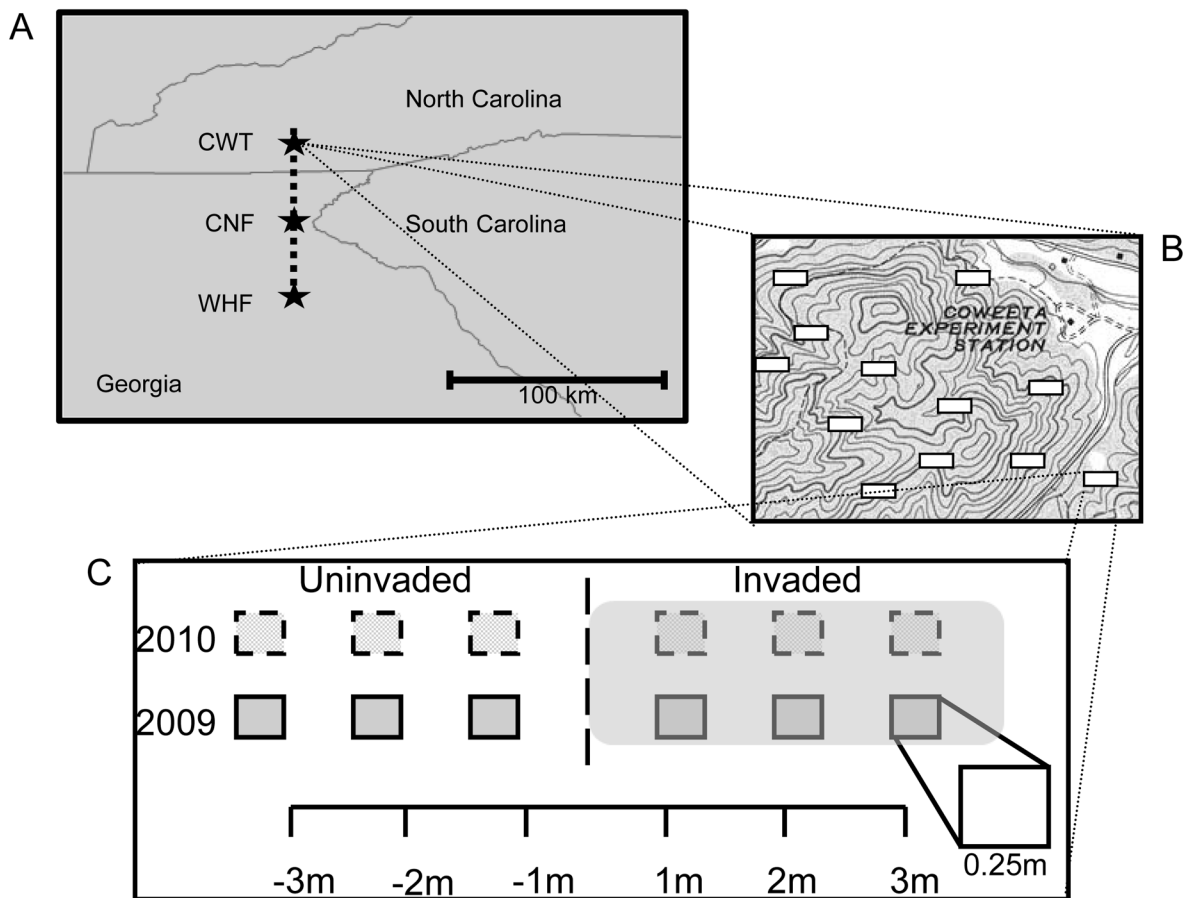 A
North Carolina
CWT
CNF
South Carolina
WHF
Georgia
100 km
B
COWEETA
EXPERIMENT
STATION
C
Uninvaded
Invaded
2010
2009
0.25m
-3m
-2m
-1m
1m
2m
3m